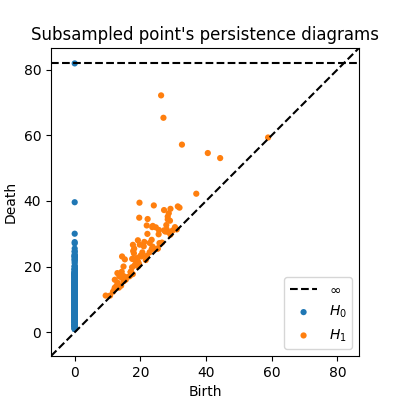 Subsampled point's persistence diagrams
80
60
40
20
0
Death
∞
H₀
H₁
0 20 40 60 80
Birth